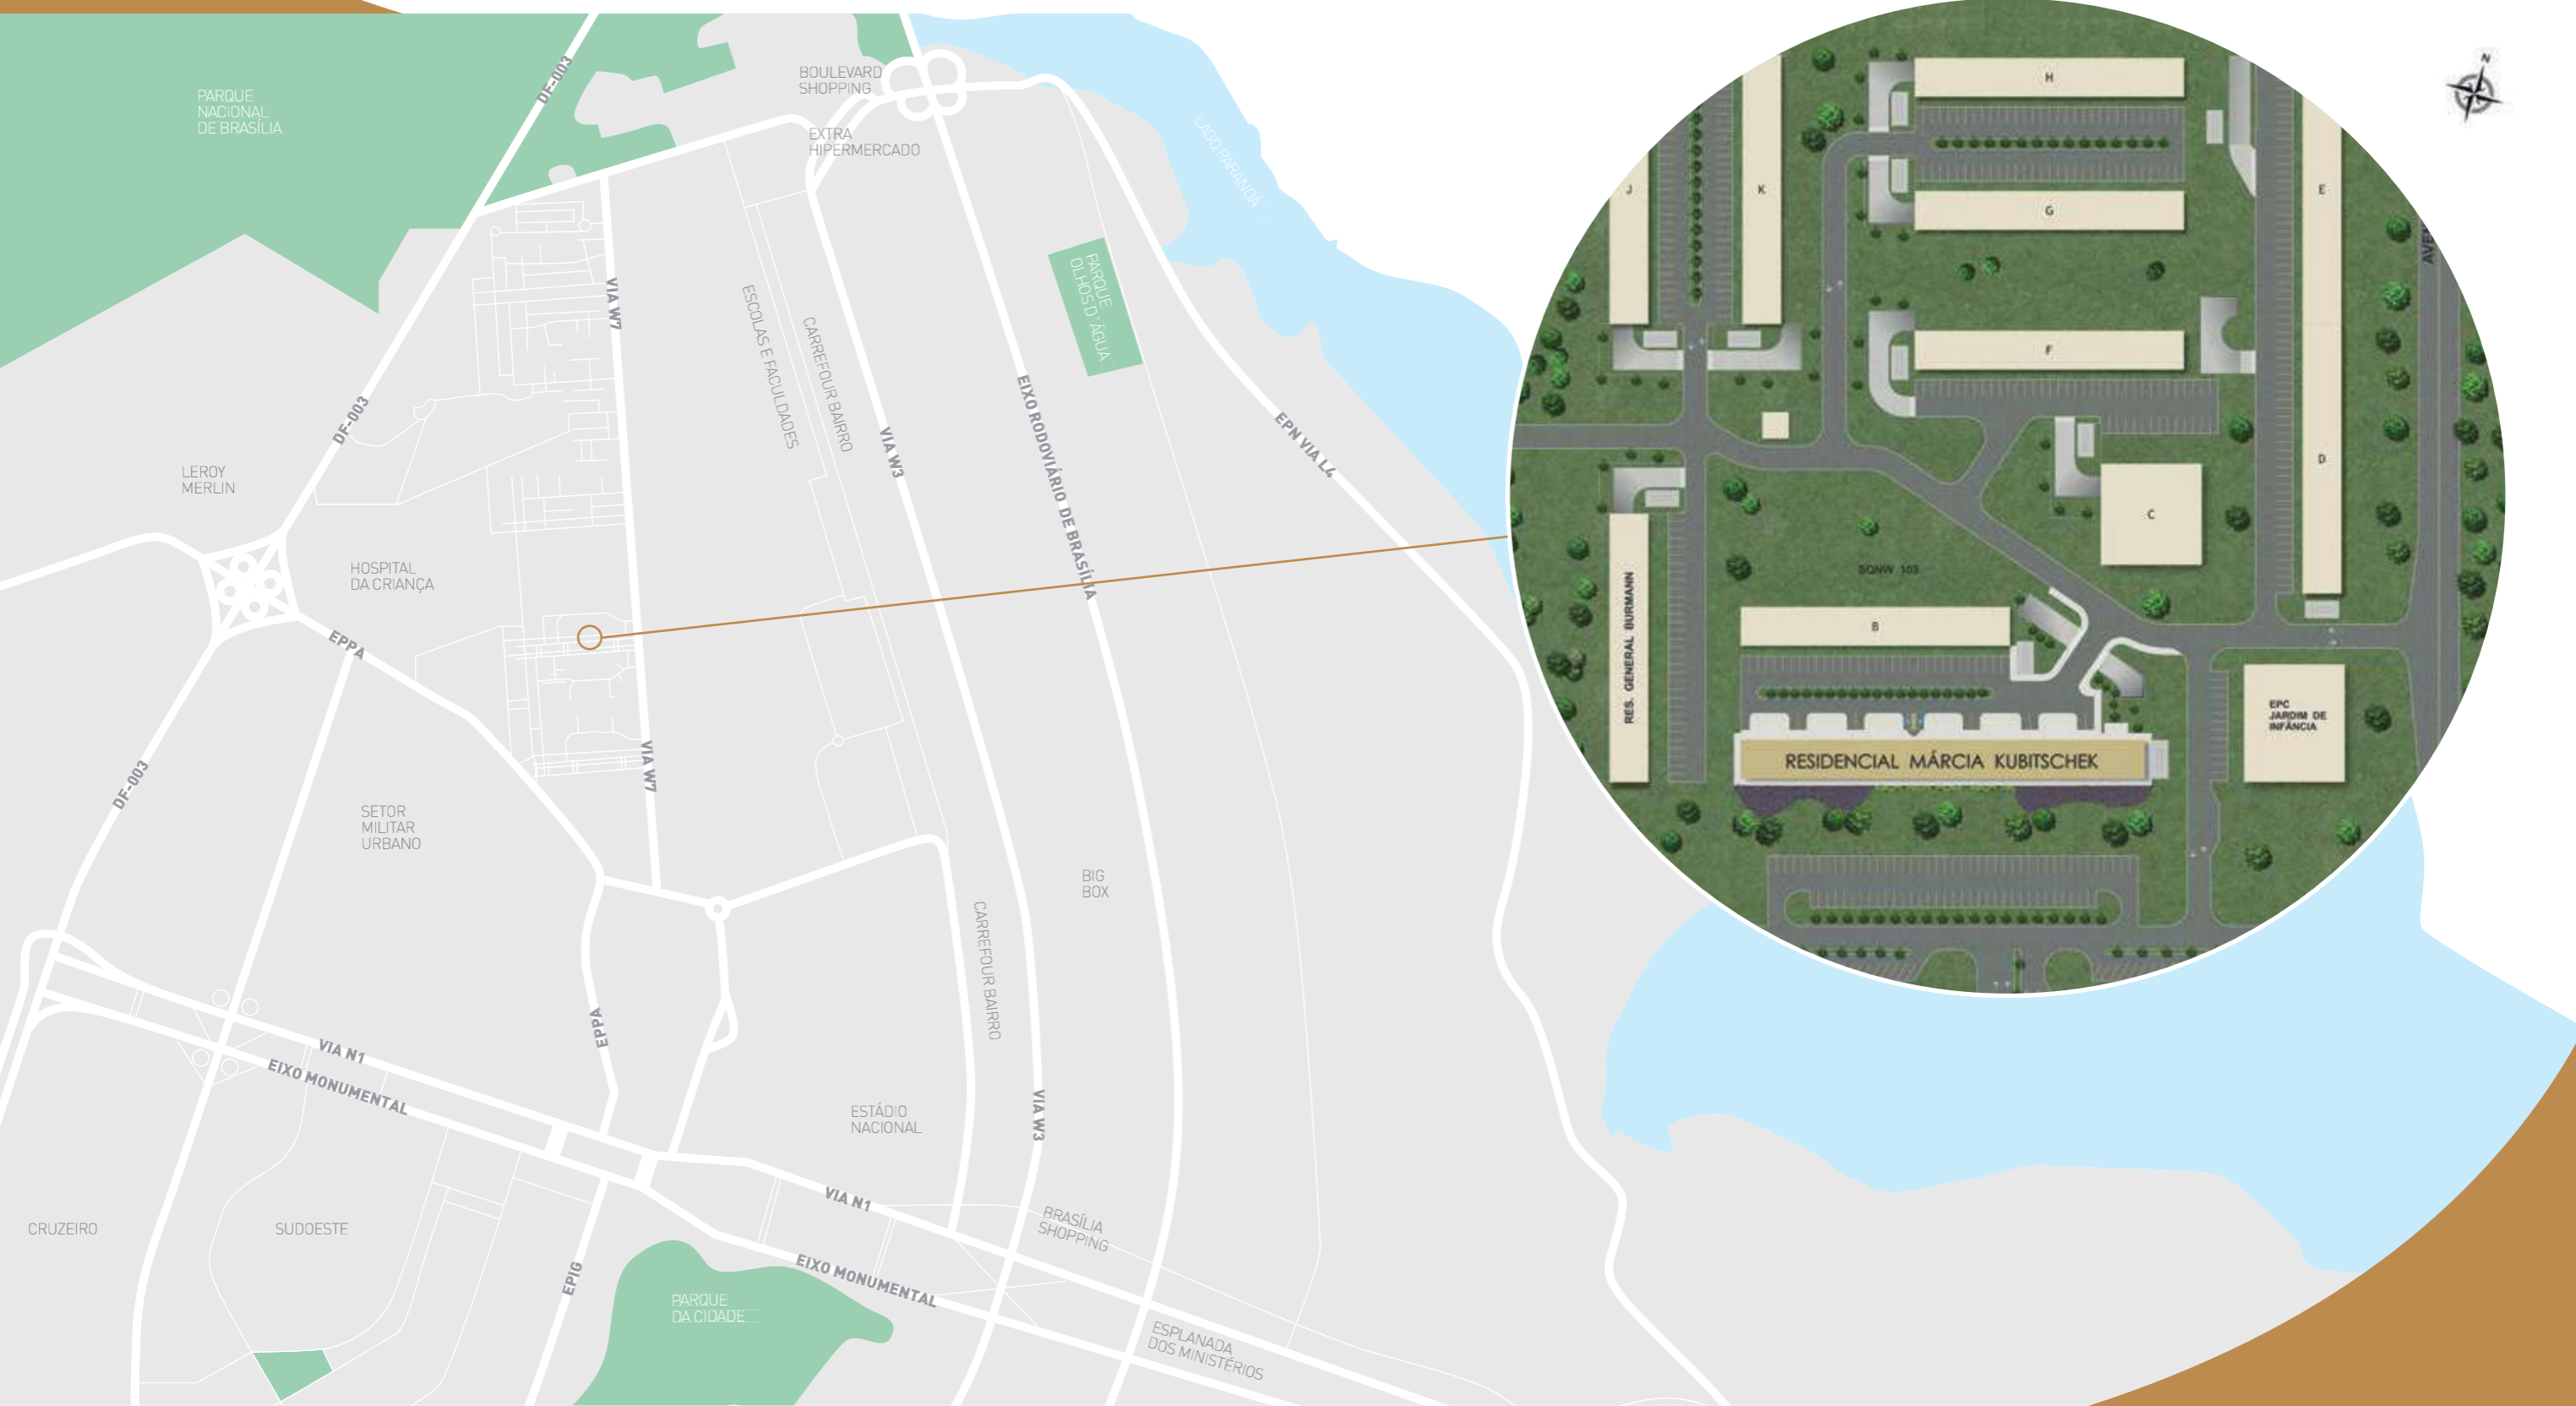 PARQUE
NACIONAL
DE BRASÍLIA
DF-003
BOULEVARD
SHOPPING
EXTRA
HIPERMERCADO
LAGO PARANOÁ
VIA W7
ESCOLAS E FACULDADES
CARREFOUR BAIRRO
PARQUE
OLHOS D'ÁGUA
VIA W3
EIXO RODOVIÁRIO DE BRASÍLIA
EPN VIA L4
DF-003
LEROY
MERLIN
HOSPITAL
DA CRIANÇA
EPPA
VIA W7
DF-003
SETOR
MILITAR
URBANO
BIG
BOX
CARREFOUR BAIRRO
EPPA
VIA N1
EIXO MONUMENTAL
ESTÁDIO
NACIONAL
VIA W3
CRUZEIRO
SUDOESTE
VIA N1
BRASÍLIA
SHOPPING
EIXO MONUMENTAL
EPIG
PARQUE
DA CIDADE
ESPLANADA
DOS MINISTÉRIOS
N
H
J
K
G
E
F
D
C
SQNW 103
B
RES. GENERAL BURMANN
EPC
JARDIM DE
INFÂNCIA
RESIDENCIAL MÁRCIA KUBITSCHEK